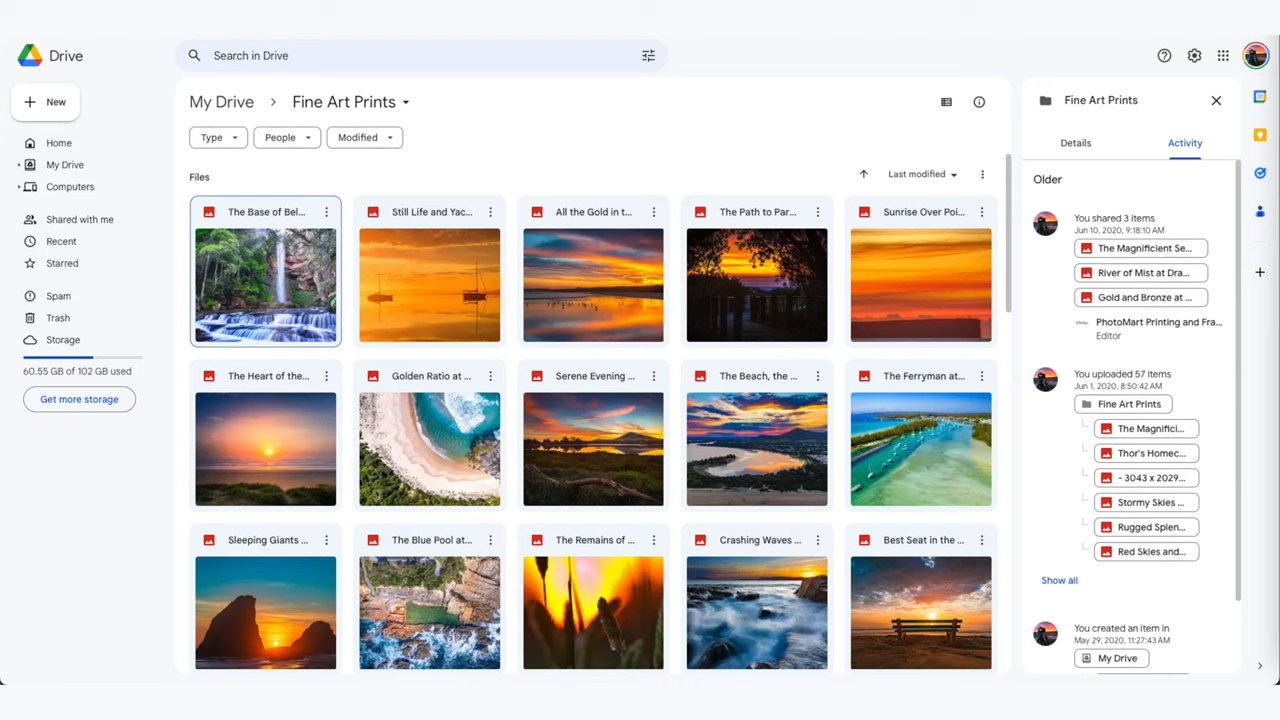 Drive
Search in Drive
New
Home
My Drive
Computers
Shared with me
Recent
Starred
Spam
Trash
Storage
60.55 GB of 102 GB used
Get more storage
My Drive
Fine Art Prints
Type
People
Modified
Files
Last modified
The Base of Bel...
Still Life and Yac...
All the Gold in t...
The Path to Par...
Sunrise Over Poi...
The Heart of the...
Golden Ratio at ...
Serene Evening ...
The Beach, the ...
The Ferryman at...
Sleeping Giants ...
The Blue Pool at...
The Remains of ...
Crashing Waves ...
Best Seat in the ...
Fine Art Prints
Details
Activity
Older
You shared 3 items
Jun 10, 2020, 9:18:10 AM
The Magnificient Se...
River of Mist at Dra...
Gold and Bronze at ...
PhotoMart Printing and Fra...
Editor
You uploaded 57 items
Jun 1, 2020, 8:50:42 AM
Fine Art Prints
The Magnifici...
Thor's Homec...
- 3043 x 2029...
Stormy Skies ...
Rugged Splen...
Red Skies and...
Show all
You created an item in
May 29, 2020, 11:27:43 AM
My Drive